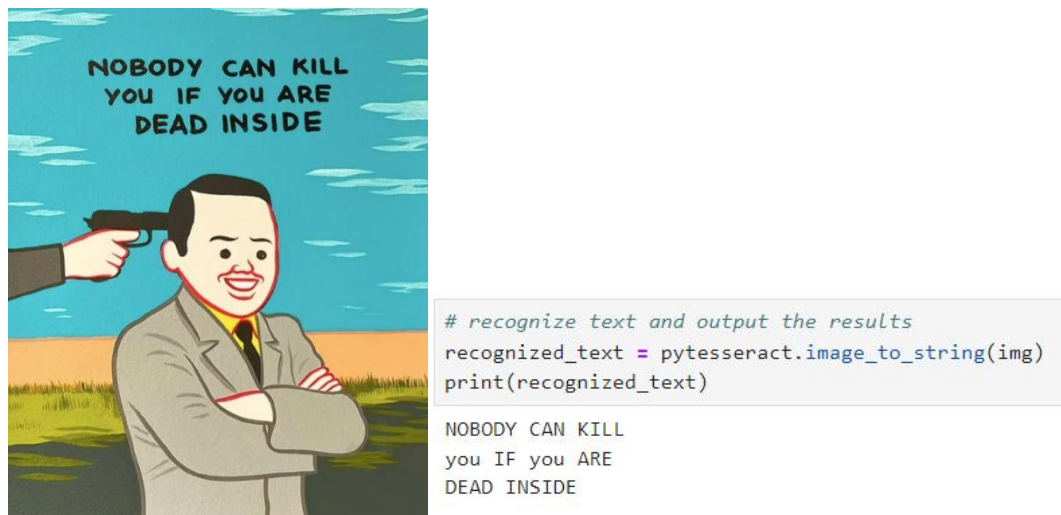 NOBODY CAN KILL
YOU IF YOU ARE
DEAD INSIDE
# recognize text and output the results
recognized_text = pytesseract.image_to_string(img)
print(recognized_text)
NOBODY CAN KILL
you IF you ARE
DEAD INSIDE